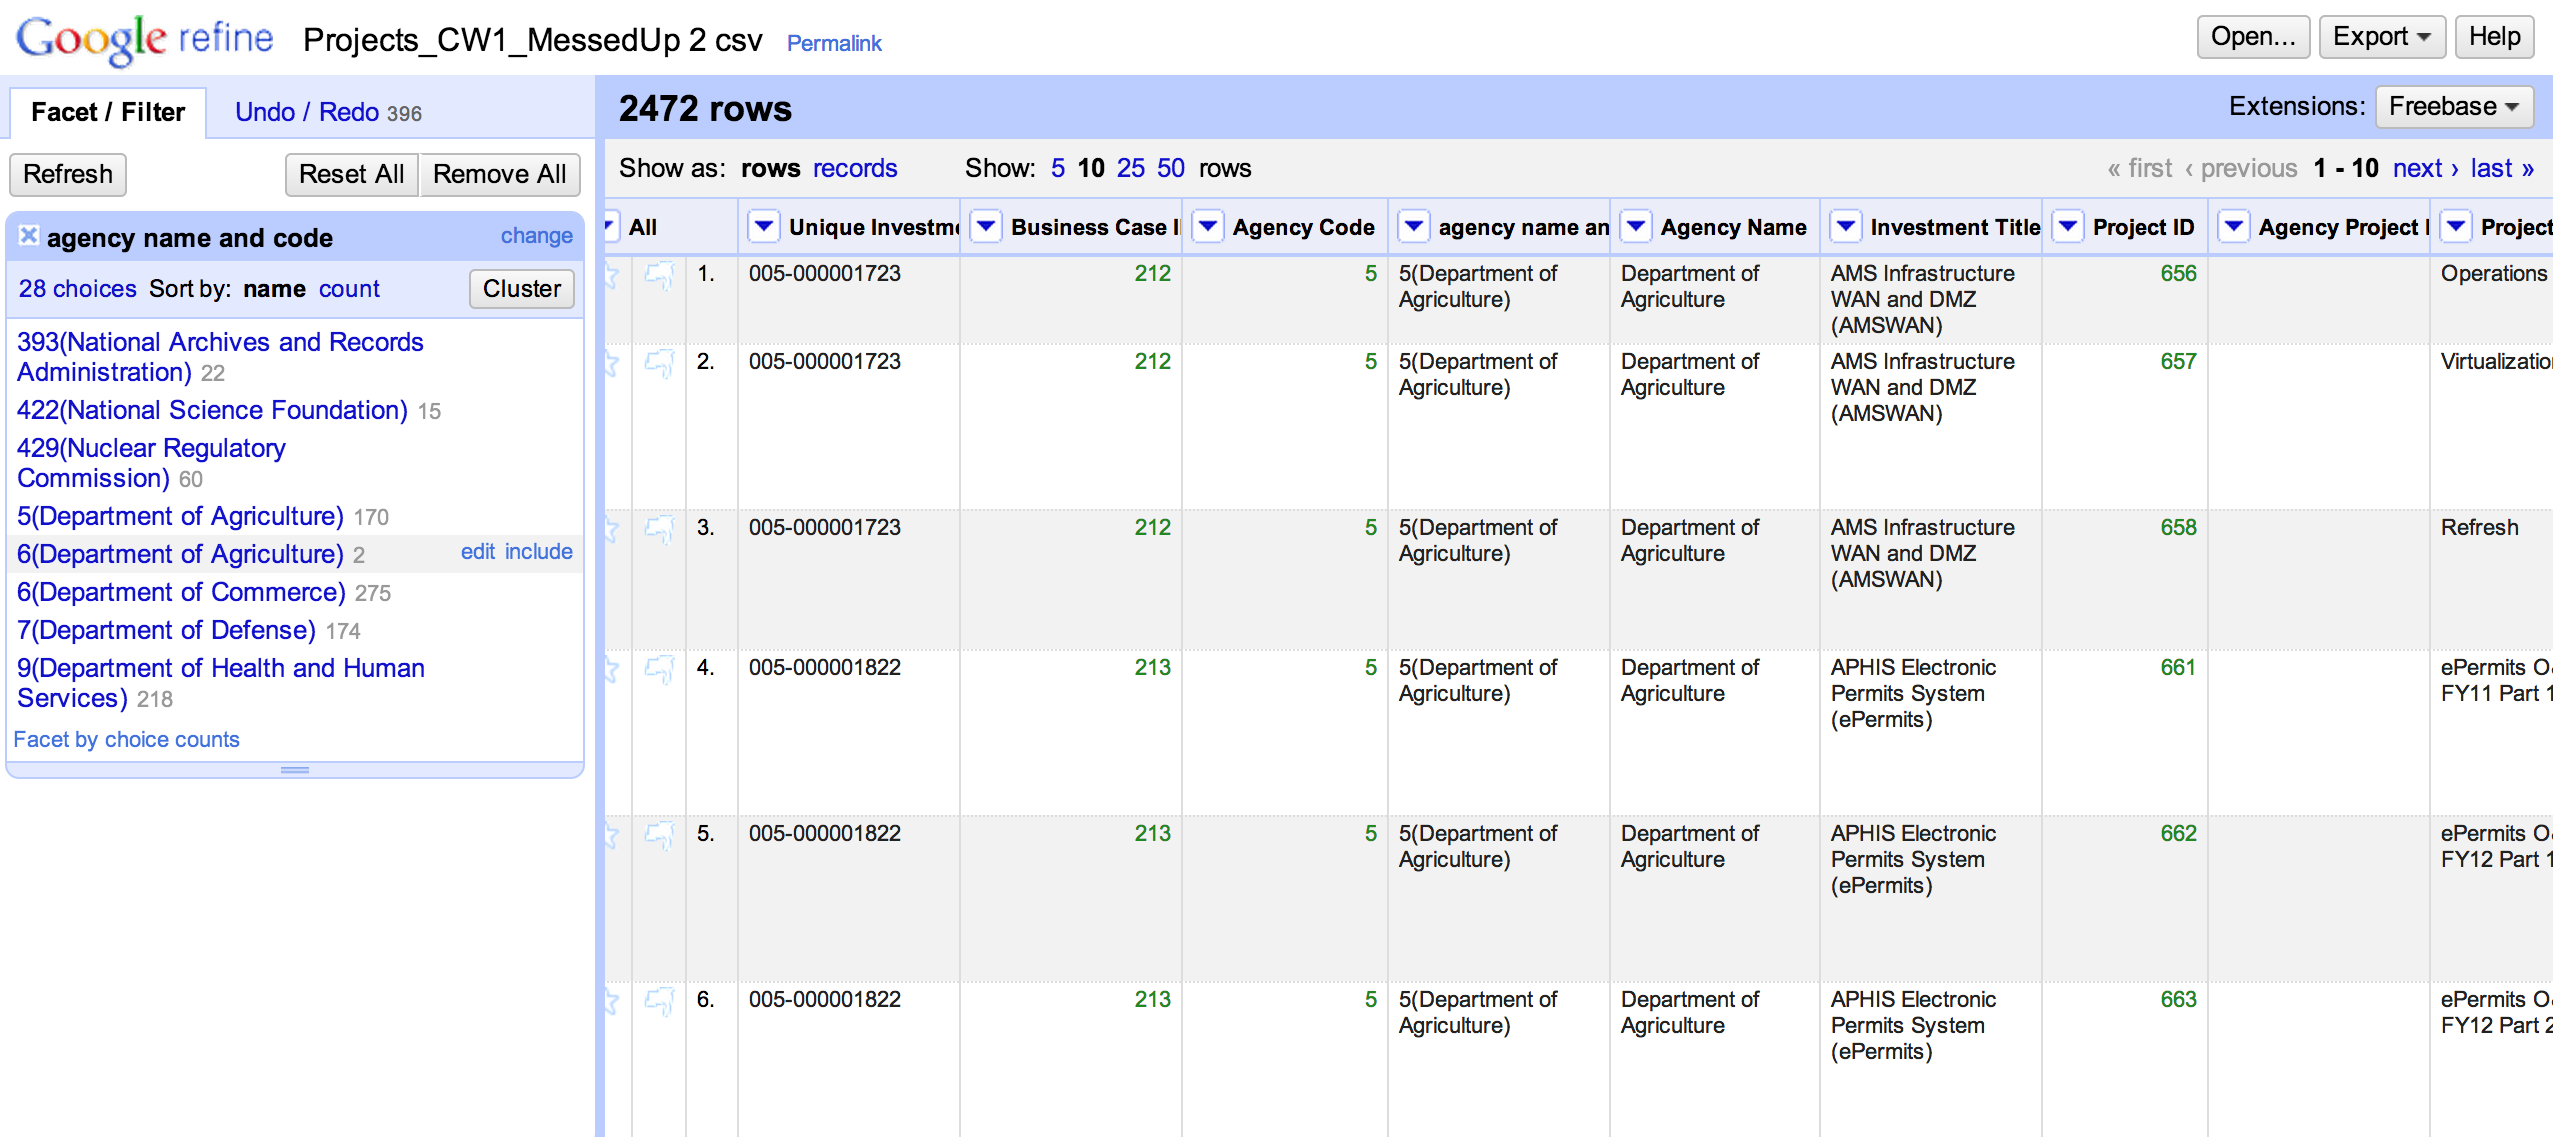 Google refine Projects_CW1_MessedUp 2 csv Permalink Open... Export Help
Facet / Filter Undo / Redo 396
Refresh Reset All Remove All
agency name and code change
28 choices Sort by: name count Cluster
393(National Archives and Records
Administration) 22
422(National Science Foundation) 15
429(Nuclear Regulatory
Commission) 60
5(Department of Agriculture) 170
6(Department of Agriculture) 2 edit include
6(Department of Commerce) 275
7(Department of Defense) 174
9(Department of Health and Human
Services) 218
Facet by choice counts
2472 rows Extensions: Freebase
Show as: rows records Show: 5 10 25 50 rows « first ‹ previous 1 - 10 next › last »
All Unique Investm Business Case I Agency Code agency name an Agency Name Investment Title Project ID Agency Project Project
1. 005-000001723 212 5 5(Department of Department of AMS Infrastructure 656 Operations
Agriculture) Agriculture WAN and DMZ
(AMSWAN)
2. 005-000001723 212 5 5(Department of Department of AMS Infrastructure 657 Virtualizatio
Agriculture) Agriculture WAN and DMZ
(AMSWAN)
3. 005-000001723 212 5 5(Department of Department of AMS Infrastructure 658 Refresh
Agriculture) Agriculture WAN and DMZ
(AMSWAN)
4. 005-000001822 213 5 5(Department of Department of APHIS Electronic 661 ePermits O
Agriculture) Agriculture Permits System FY11 Part 1
(ePermits)
5. 005-000001822 213 5 5(Department of Department of APHIS Electronic 662 ePermits O
Agriculture) Agriculture Permits System FY12 Part 1
(ePermits)
6. 005-000001822 213 5 5(Department of Department of APHIS Electronic 663 ePermits O
Agriculture) Agriculture Permits System FY12 Part 2
(ePermits)